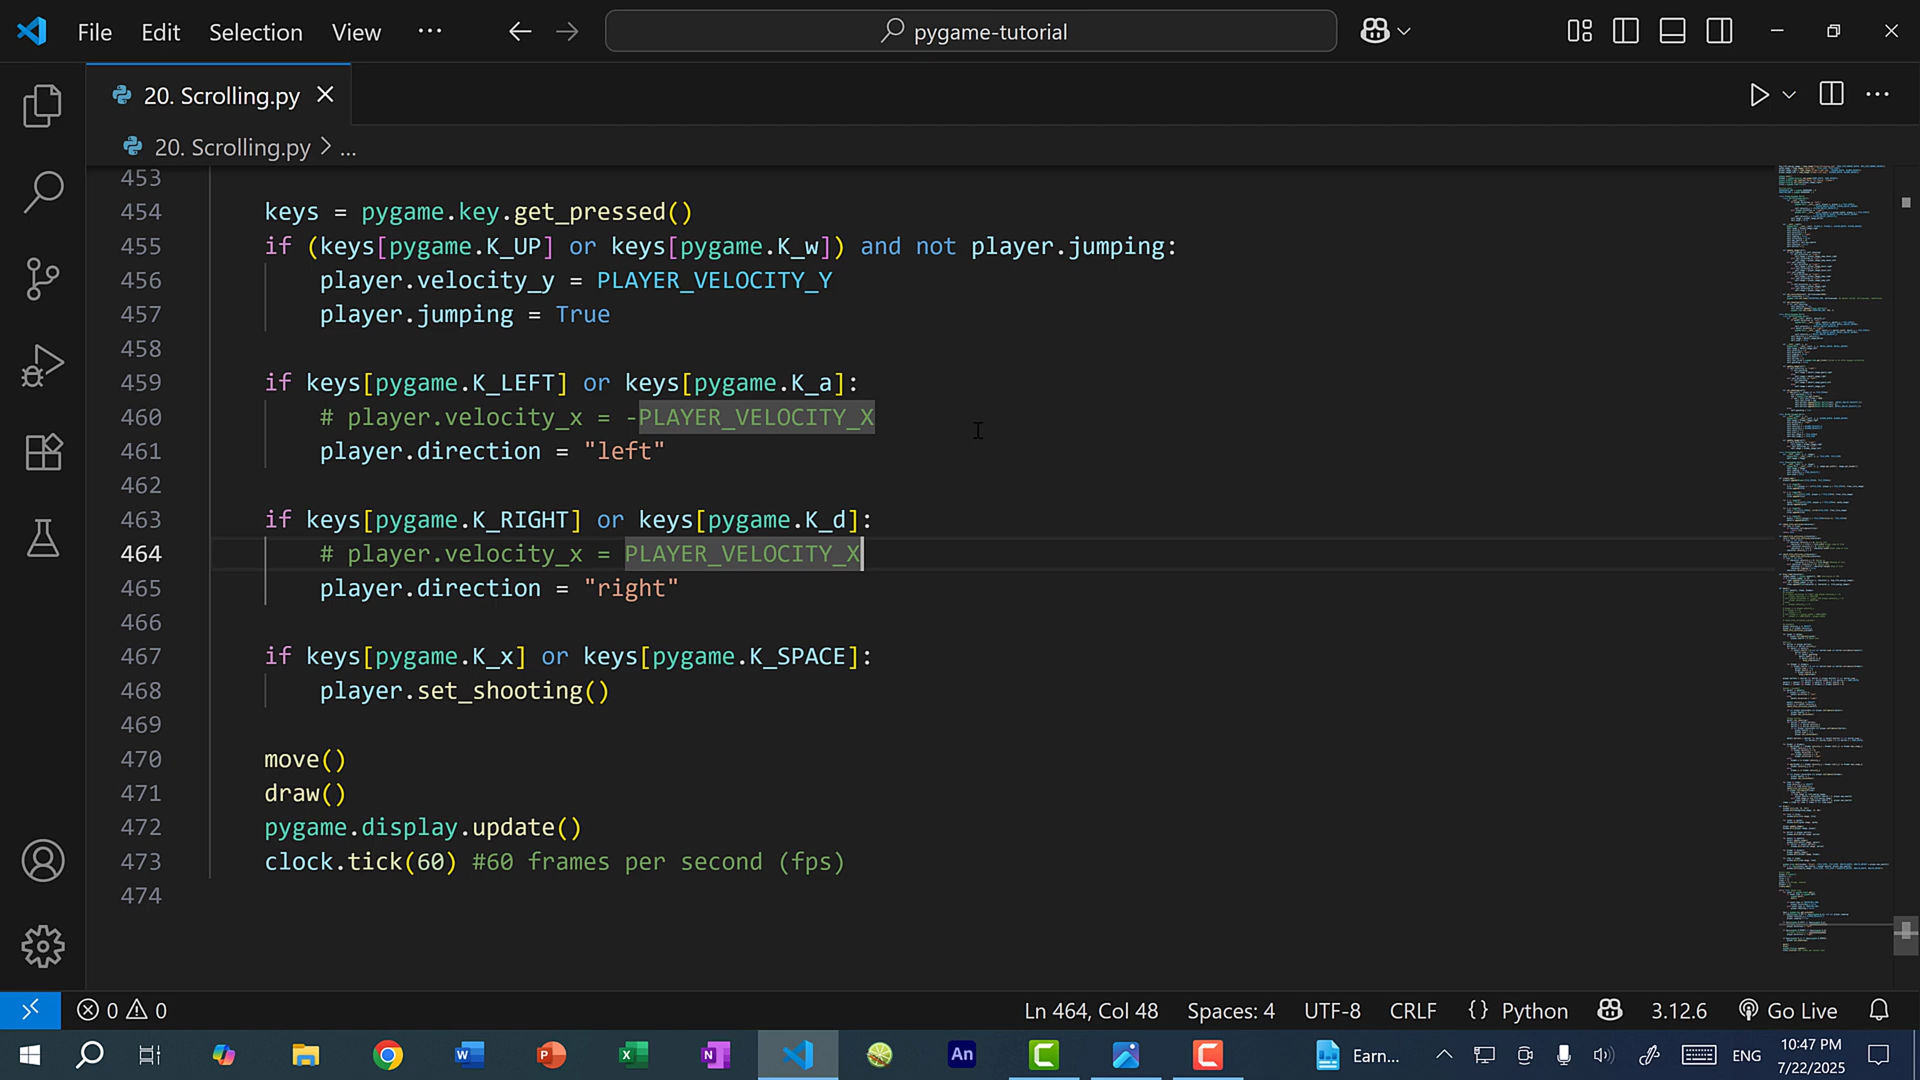 File Edit Selection View ... pygame-tutorial
20. Scrolling.py
20. Scrolling.py > ...
453
454 keys = pygame.key.get_pressed()
455 if (keys[pygame.K_UP] or keys[pygame.K_w]) and not player.jumping:
456 player.velocity_y = PLAYER_VELOCITY_Y
457 player.jumping = True
458
459 if keys[pygame.K_LEFT] or keys[pygame.K_a]:
460 # player.velocity_x = -PLAYER_VELOCITY_X
461 player.direction = "left"
462
463 if keys[pygame.K_RIGHT] or keys[pygame.K_d]:
464 # player.velocity_x = PLAYER_VELOCITY_X
465 player.direction = "right"
466
467 if keys[pygame.K_x] or keys[pygame.K_SPACE]:
468 player.set_shooting()
469
470 move()
471 draw()
472 pygame.display.update()
473 clock.tick(60) #60 frames per second (fps)
474
0 0 Ln 464, Col 48 Spaces: 4 UTF-8 CRLF {} Python 3.12.6 Go Live
An Earn... ENG 10:47 PM
7/22/2025